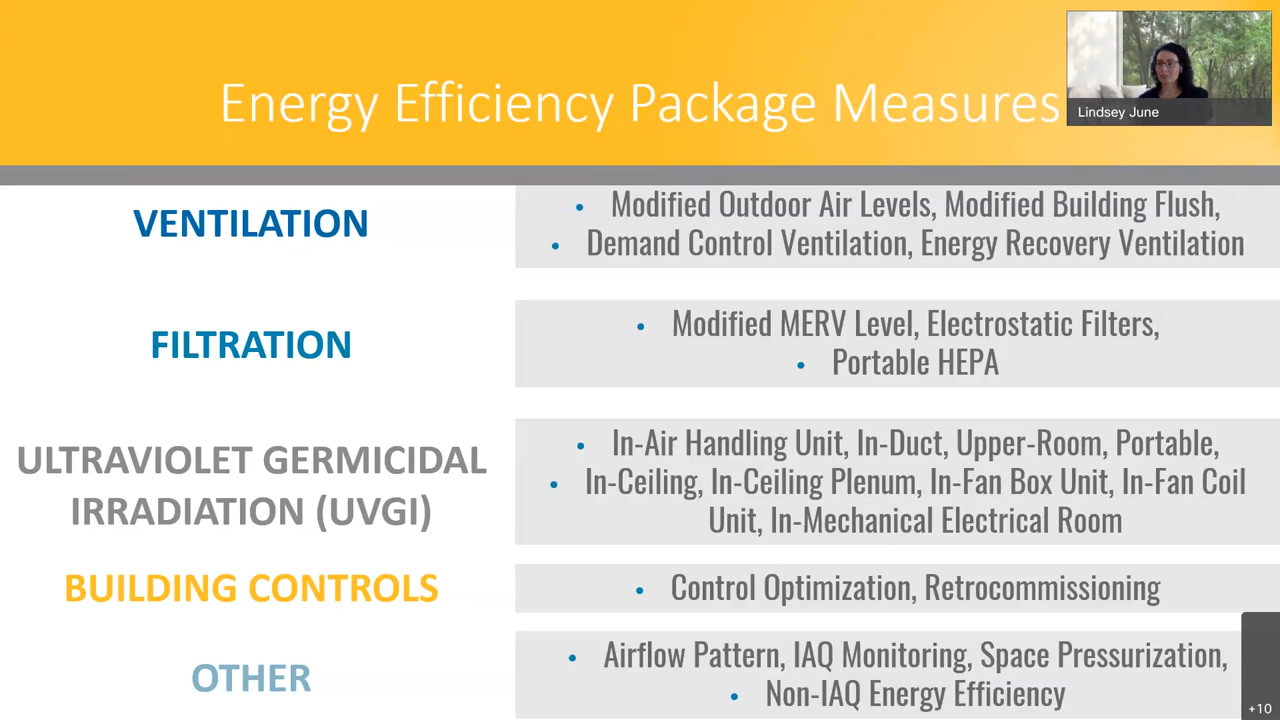 Energy Efficiency Package Measures
Lindsey June
VENTILATION
• Modified Outdoor Air Levels, Modified Building Flush,
• Demand Control Ventilation, Energy Recovery Ventilation
FILTRATION
• Modified MERV Level, Electrostatic Filters,
• Portable HEPA
ULTRAVIOLET GERMICIDAL
IRRADIATION (UVGI)
• In-Air Handling Unit, In-Duct, Upper-Room, Portable,
• In-Ceiling, In-Ceiling Plenum, In-Fan Box Unit, In-Fan Coil
Unit, In-Mechanical Electrical Room
BUILDING CONTROLS
• Control Optimization, Retrocommissioning
OTHER
• Airflow Pattern, IAQ Monitoring, Space Pressurization,
• Non-IAQ Energy Efficiency
+10